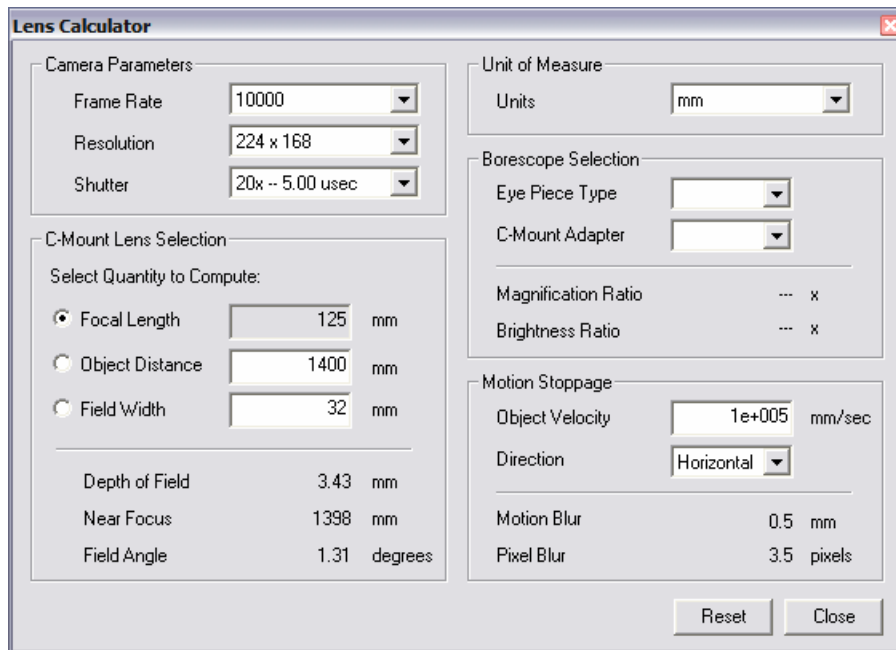 Lens Calculator
Camera Parameters
Frame Rate 10000
Resolution 224 x 168
Shutter 20x -- 5.00 usec
C-Mount Lens Selection
Select Quantity to Compute:
Focal Length 125 mm
Object Distance 1400 mm
Field Width 32 mm
Depth of Field 3.43 mm
Near Focus 1398 mm
Field Angle 1.31 degrees
Unit of Measure
Units mm
Borescope Selection
Eye Piece Type
C-Mount Adapter
Magnification Ratio --- x
Brightness Ratio --- x
Motion Stoppage
Object Velocity 1e+005 mm/sec
Direction Horizontal
Motion Blur 0.5 mm
Pixel Blur 3.5 pixels
Reset Close